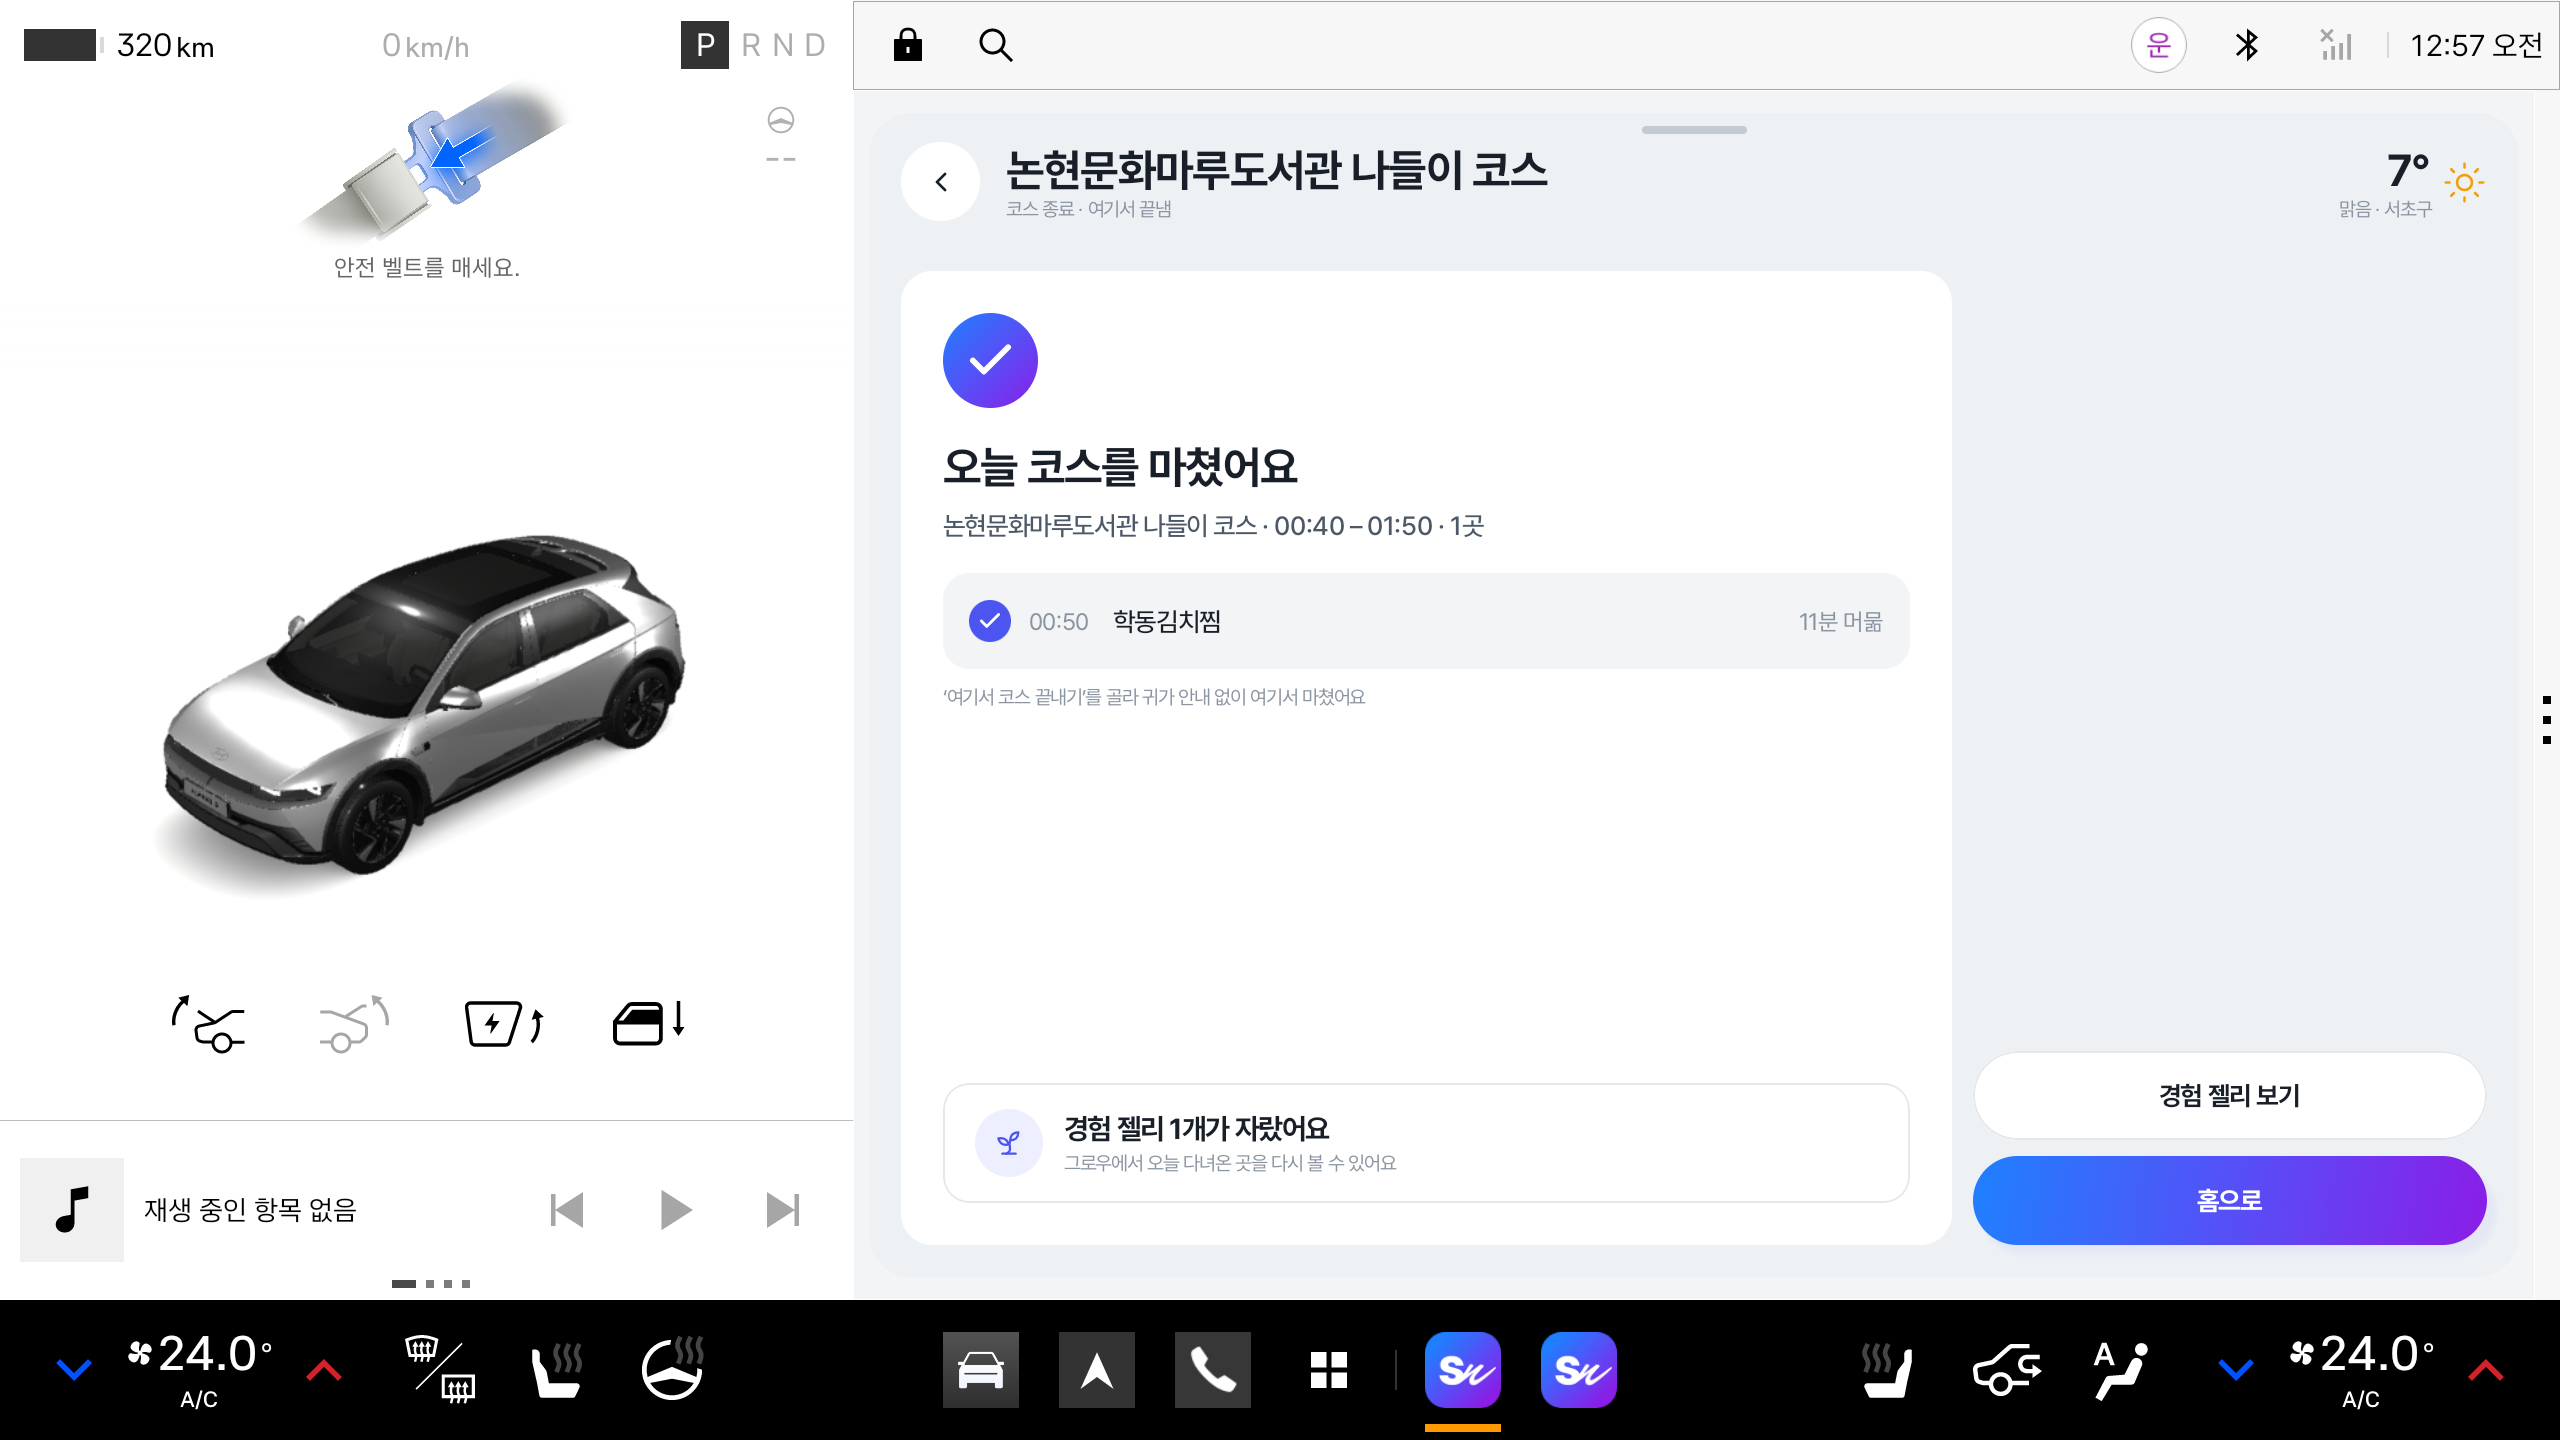 320 km
0 km/h
P R N D
운
12:57 오전
안전 벨트를 매세요.
논현문화마루도서관 나들이 코스
코스 종료 · 여기서 끝냄
7°
맑음 · 서초구
오늘 코스를 마쳤어요
논현문화마루도서관 나들이 코스 · 00:40 – 01:50 · 1곳
00:50 학동김치찜 11분 머묾
‘여기서 코스 끝내기’를 골라 귀가 안내 없이 여기서 마쳤어요
경험 젤리 1개가 자랐어요
그로우에서 오늘 다녀온 곳을 다시 볼 수 있어요
경험 젤리 보기
홈으로
재생 중인 항목 없음
24.0°
A/C
Sn
Sn
A
24.0°
A/C